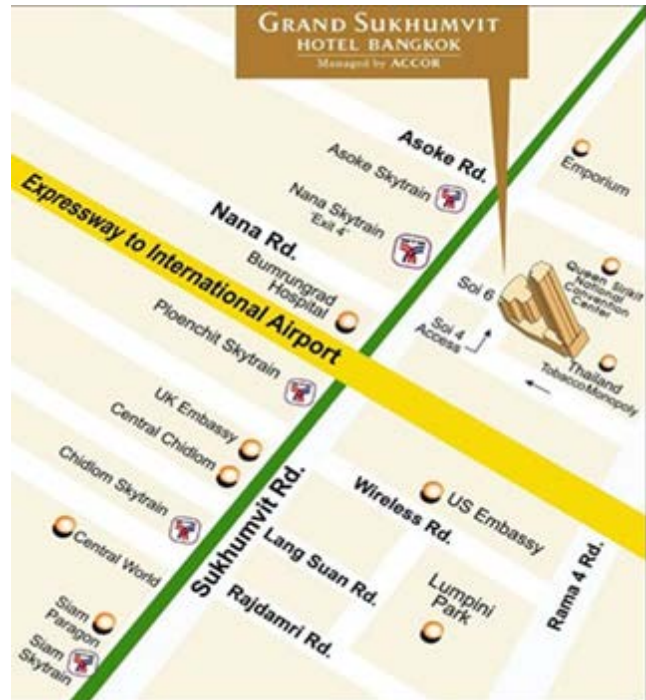 GRAND SUKHUMVIT
HOTEL BANGKOK
Managed by ACCOR
Asoke Rd.
Asoke Skytrain
Emporium
Nana Skytrain
'Exit 4'
Nana Rd.
Bumrungrad
Hospital
Expressway to International Airport
Queen Sirikit
National
Convention
Center
Soi 6
Soi 4
Access
Thailand
Tobacco Monopoly
Ploenchit Skytrain
UK Embassy
Central Chidlom
Chidlom Skytrain
Sukhumvit Rd.
Wireless Rd.
US Embassy
Lang Suan Rd.
Rajdamri Rd.
Lumpini
Park
Rama 4 Rd.
Central World
Siam
Paragon
Siam
Skytrain